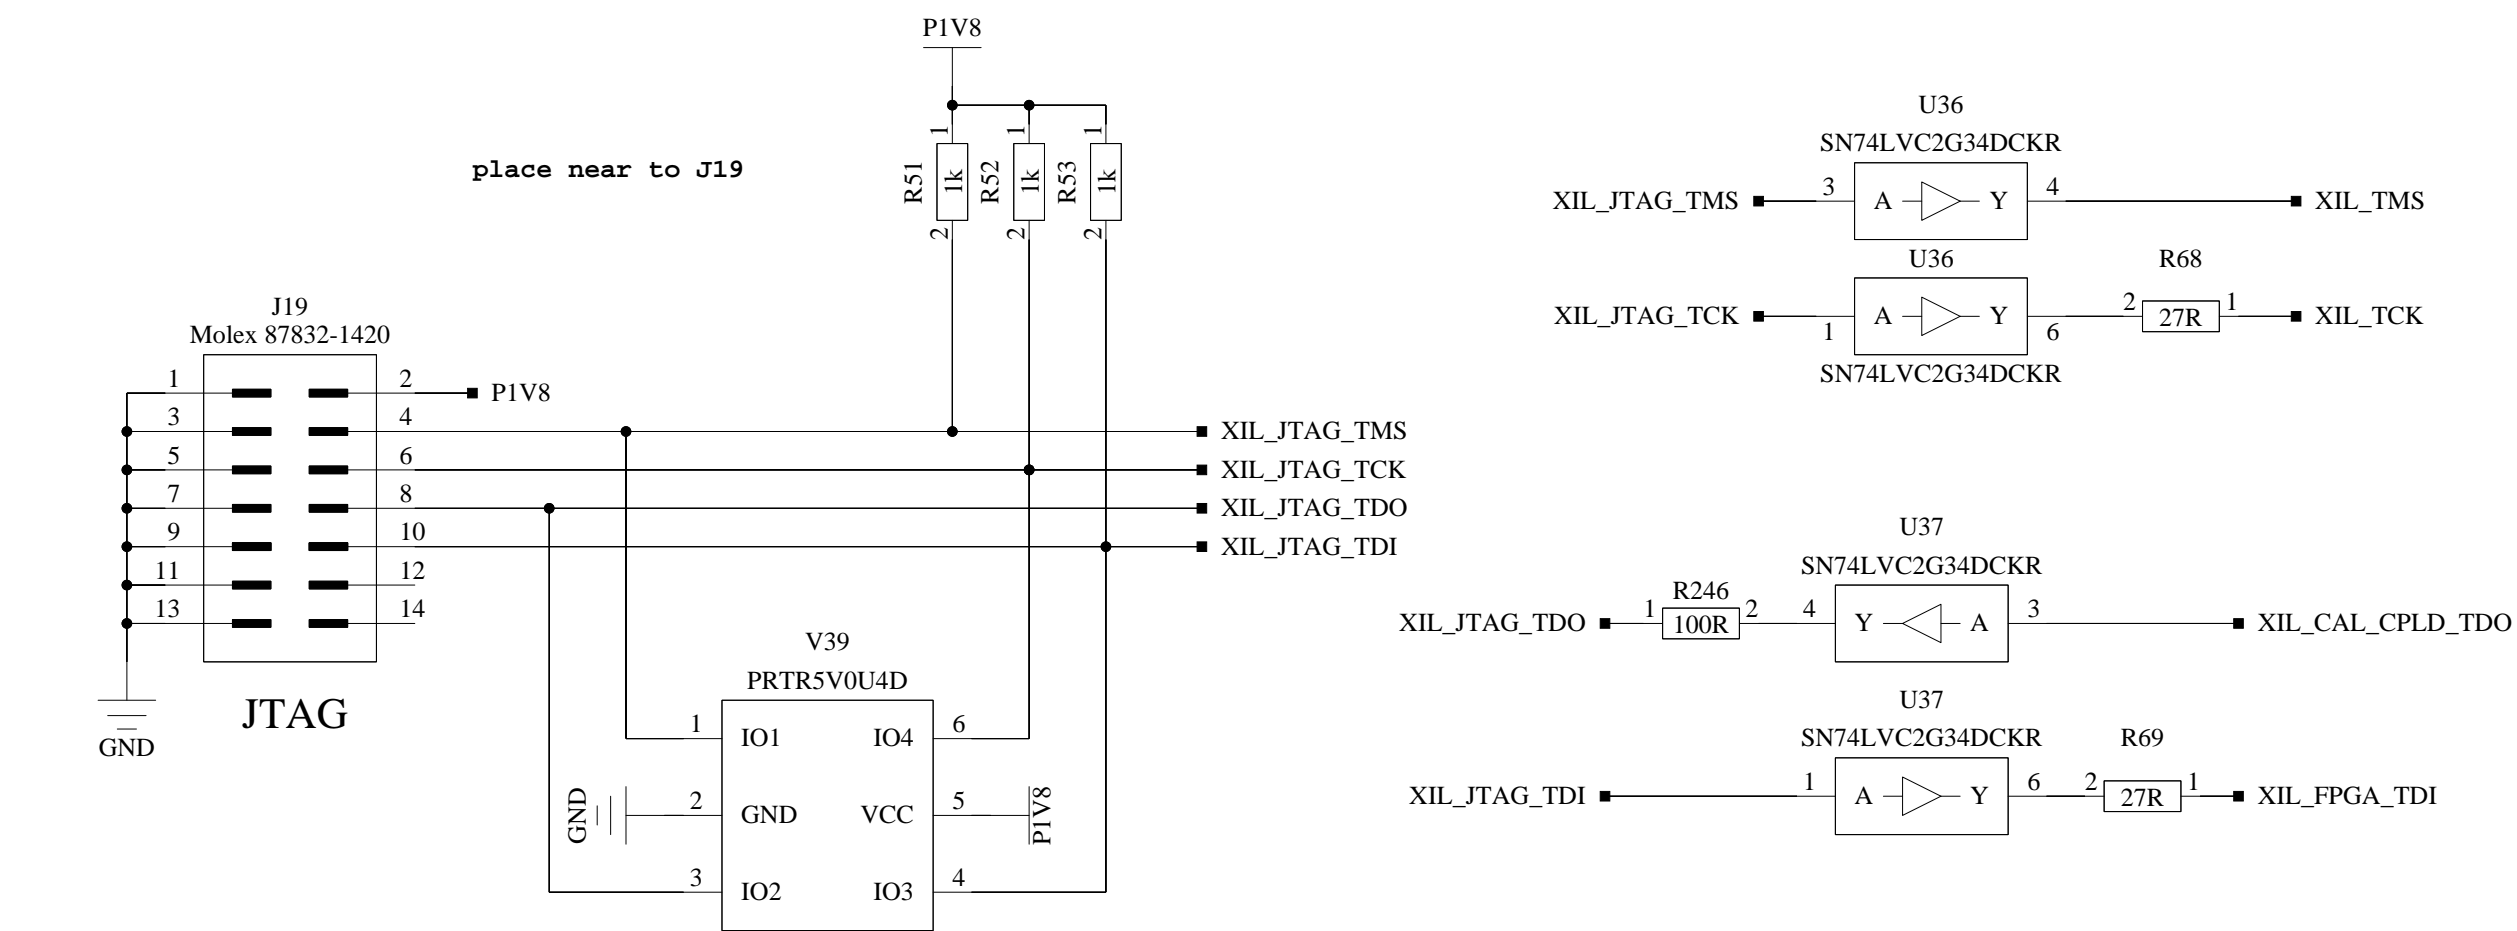 P1V8
place near to J19
1
1
1
R51
1k
R52
1k
R53
1k
2
2
2
J19
Molex 87832-1420
1
2
P1V8
3
4
XIL_JTAG_TMS
5
6
XIL_JTAG_TCK
7
8
XIL_JTAG_TDO
9
10
XIL_JTAG_TDI
11
12
13
14
JTAG
GND
V39
PRTR5V0U4D
1
IO1
IO4
6
GND
2
GND
VCC
5
P1V8
3
IO2
IO3
4
U36
SN74LVC2G34DCKR
XIL_JTAG_TMS
3
A
Y
4
XIL_TMS
U36
R68
XIL_JTAG_TCK
1
A
Y
6
2
27R
1
XIL_TCK
SN74LVC2G34DCKR
U37
SN74LVC2G34DCKR
R246
XIL_JTAG_TDO
1
100R
2
4
Y
A
3
XIL_CAL_CPLD_TDO
U37
SN74LVC2G34DCKR
R69
XIL_JTAG_TDI
1
A
Y
6
2
27R
1
XIL_FPGA_TDI